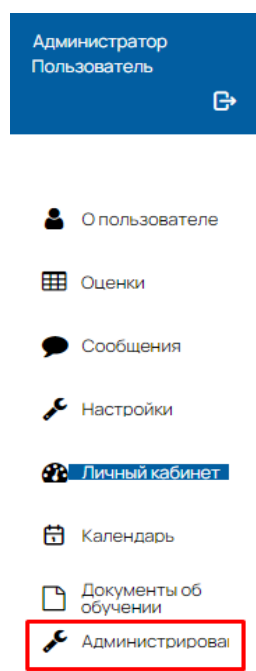 Администратор
Пользователь
О пользователе
Оценки
Сообщения
Настройки
Личный кабинет
Календарь
Документы об
обучении
Администрирова